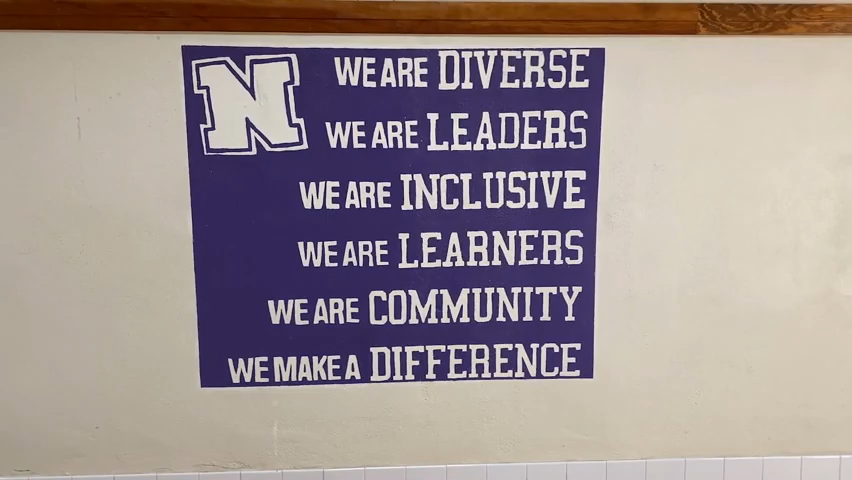 N
WE ARE DIVERSE
WE ARE LEADERS
WE ARE INCLUSIVE
WE ARE LEARNERS
WE ARE COMMUNITY
WE MAKE A DIFFERENCE